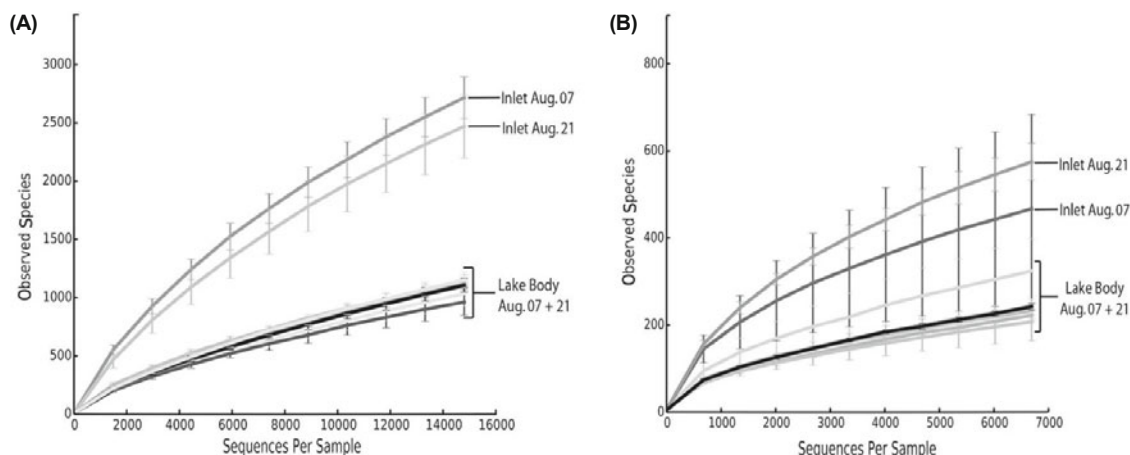 (A)
3000
2500
2000
1500
1000
500
0
Observed Species
0 2000 4000 6000 8000 10000 12000 14000 16000
Sequences Per Sample
Inlet Aug. 07
Inlet Aug. 21
Lake Body
Aug. 07 + 21
(B)
800
600
400
200
0
Observed Species
0 1000 2000 3000 4000 5000 6000 7000
Sequences Per Sample
Inlet Aug. 21
Inlet Aug. 07
Lake Body
Aug. 07 + 21